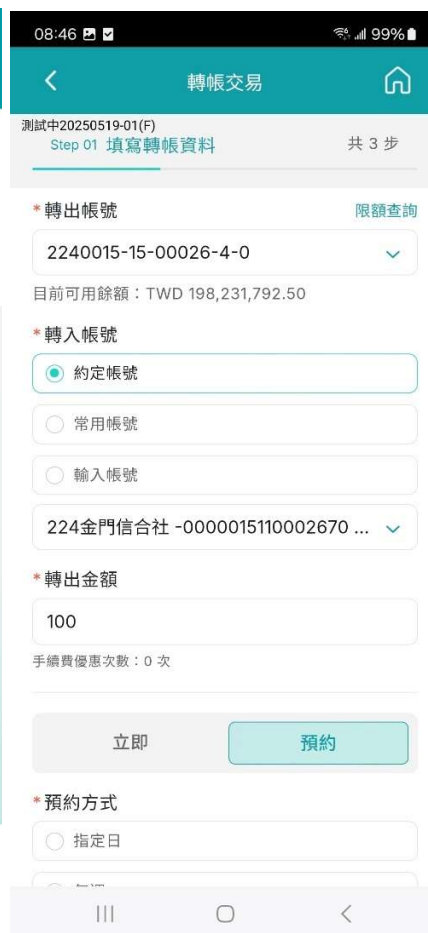 08:46 99%
轉帳交易
測試中20250519-01(F)
Step 01 填寫轉帳資料 共 3 步
*轉出帳號 限額查詢
2240015-15-00026-4-0
目前可用餘額：TWD 198,231,792.50
*轉入帳號
約定帳號
常用帳號
輸入帳號
224金門信合社 -0000015110002670 ...
*轉出金額
100
手續費優惠次數：0 次
立即 預約
*預約方式
指定日